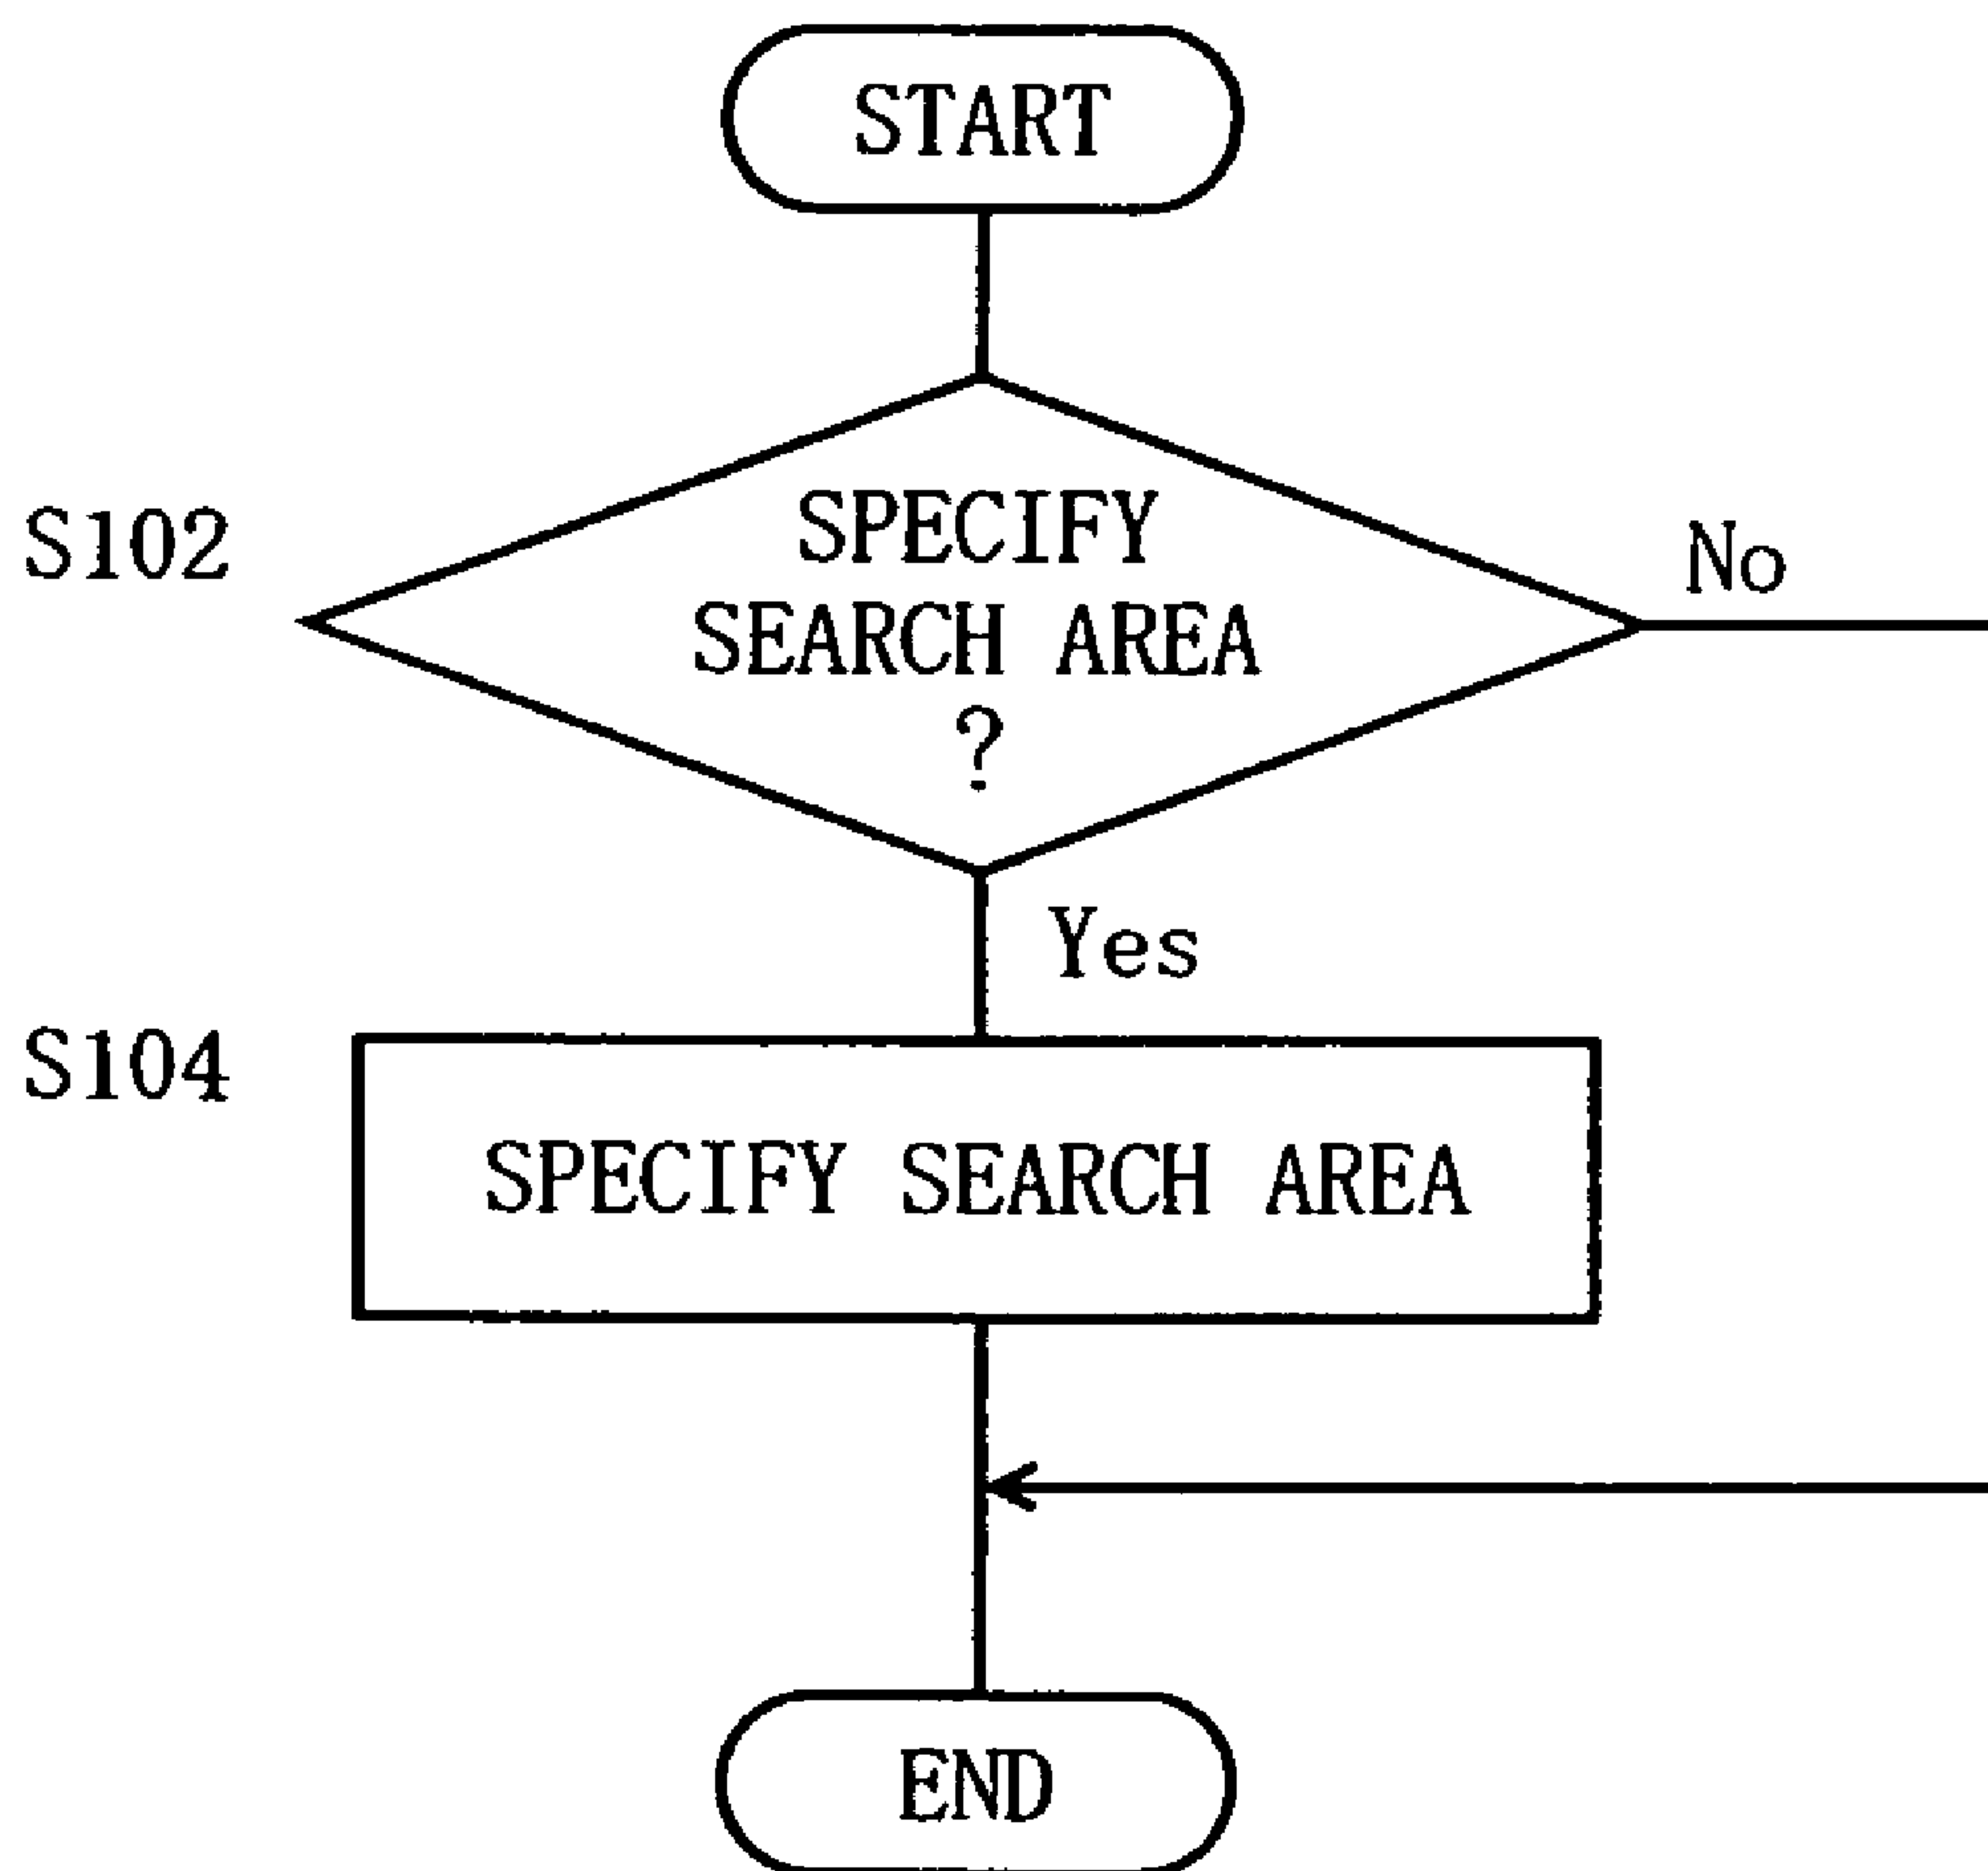 START
S102
SPECIFY
SEARCH AREA
?
No
Yes
S104
SPECIFY SEARCH AREA
END